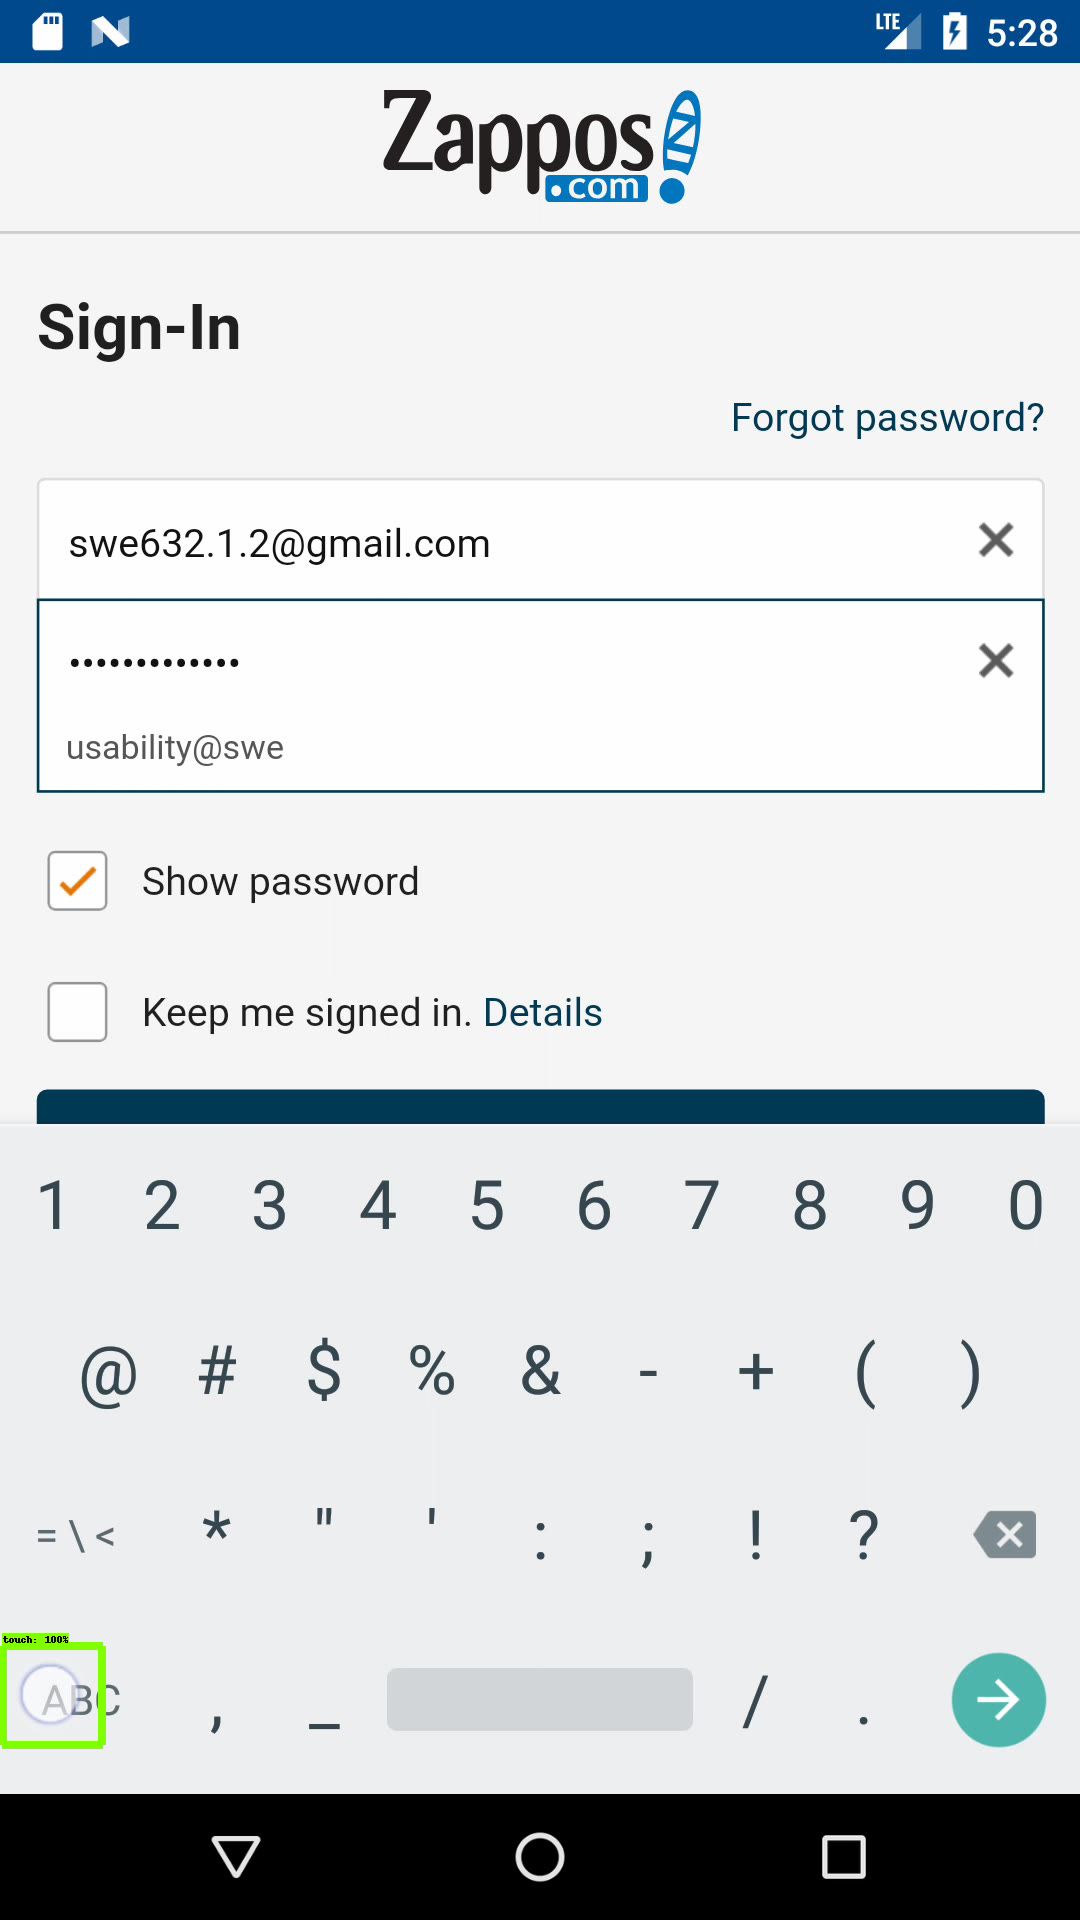 LTE 5:28
Zappos
.com
Sign-In
Forgot password?
swe632.1.2@gmail.com
•••••••••••••
usability@swe
Show password
Keep me signed in. Details
1 2 3 4 5 6 7 8 9 0
@ # $ % & - + ( )
= \ < * " ' : ; ! ?
touch: 100%
ABC , _ / .